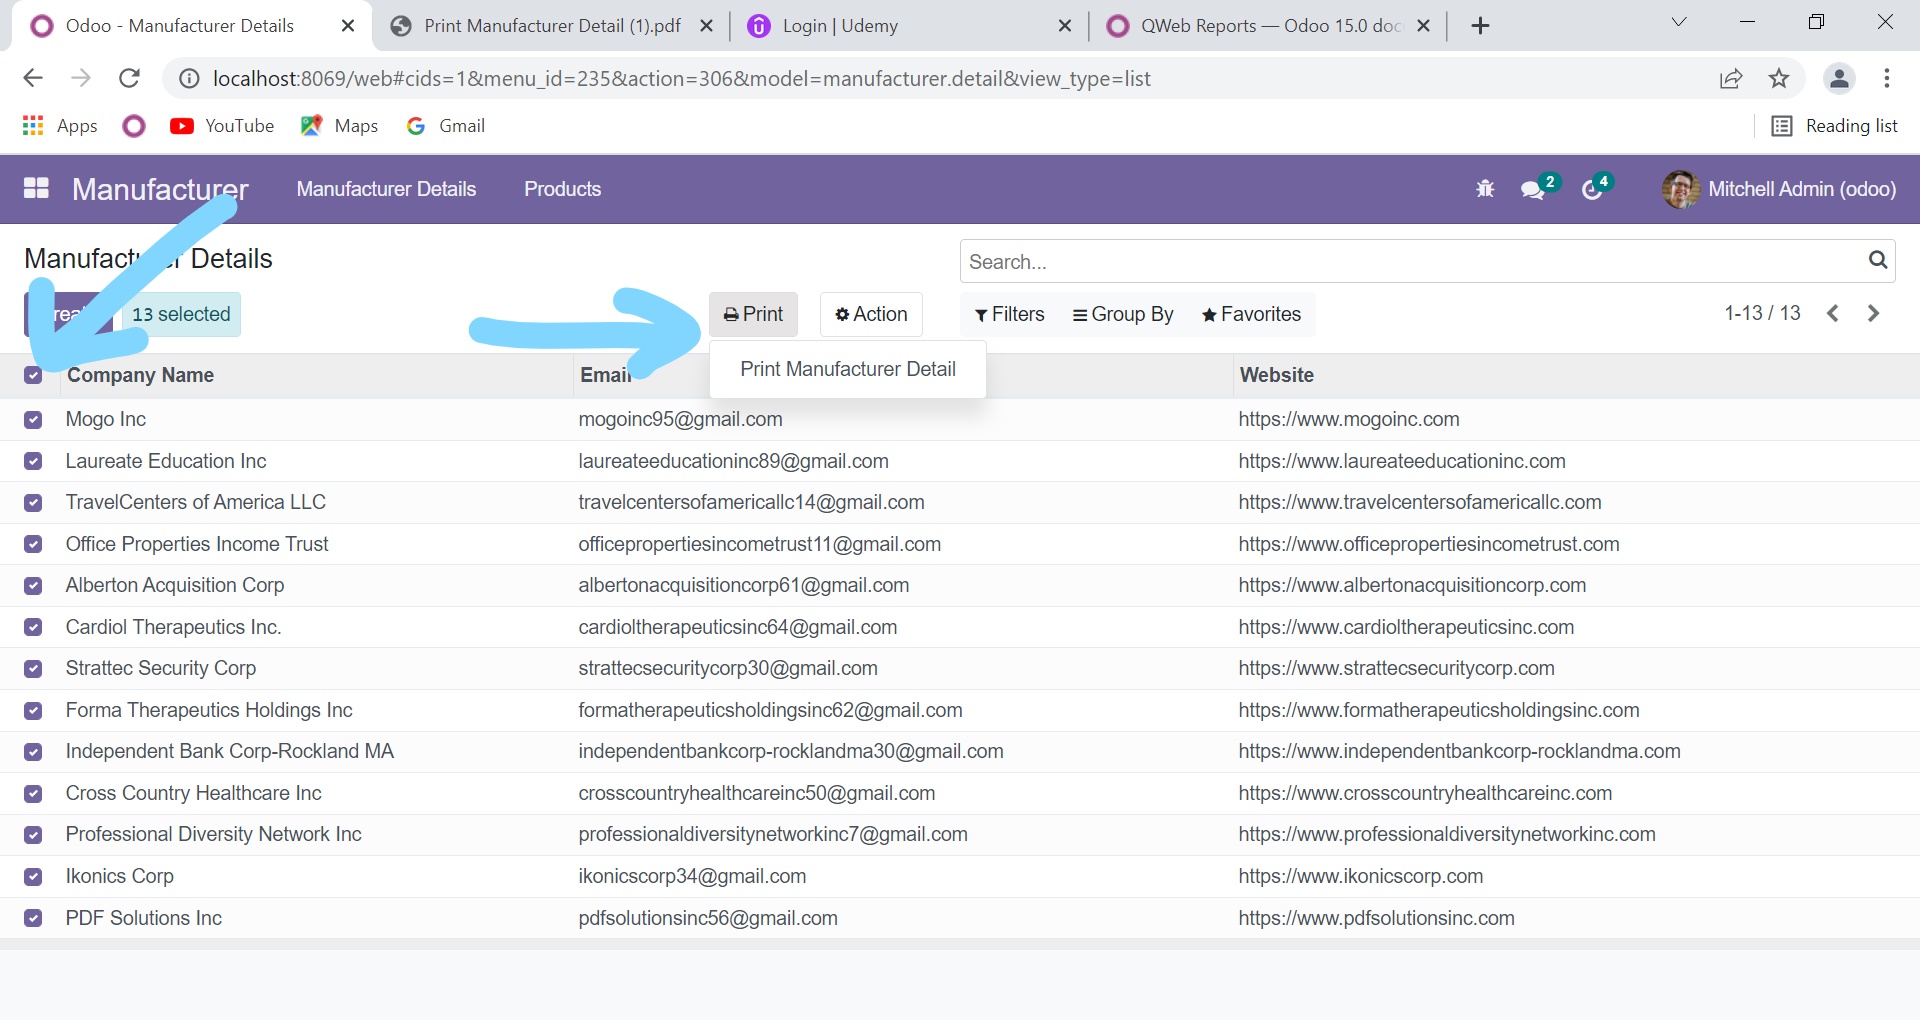 Odoo - Manufacturer Details
Print Manufacturer Detail (1).pdf
Login | Udemy
QWeb Reports — Odoo 15.0 doc
localhost:8069/web#cids=1&menu_id=235&action=306&model=manufacturer.detail&view_type=list
Apps
YouTube
Maps
Gmail
Reading list
Manufacturer
Manufacturer Details
Products
2
4
Mitchell Admin (odoo)
Manufacturer Details
Search...
13 selected
Print
Action
Filters
Group By
Favorites
1-13 / 13
Print Manufacturer Detail
Company Name
Email
Website
Mogo Inc
mogoinc95@gmail.com
https://www.mogoinc.com
Laureate Education Inc
laureateeducationinc89@gmail.com
https://www.laureateeducationinc.com
TravelCenters of America LLC
travelcentersofamericallc14@gmail.com
https://www.travelcentersofamericallc.com
Office Properties Income Trust
officepropertiesincometrust11@gmail.com
https://www.officepropertiesincometrust.com
Alberton Acquisition Corp
albertonacquisitioncorp61@gmail.com
https://www.albertonacquisitioncorp.com
Cardiol Therapeutics Inc.
cardioltherapeuticsinc64@gmail.com
https://www.cardioltherapeuticsinc.com
Strattec Security Corp
strattecsecuritycorp30@gmail.com
https://www.strattecsecuritycorp.com
Forma Therapeutics Holdings Inc
formatherapeuticsholdingsinc62@gmail.com
https://www.formatherapeuticsholdingsinc.com
Independent Bank Corp-Rockland MA
independentbankcorp-rocklandma30@gmail.com
https://www.independentbankcorp-rocklandma.com
Cross Country Healthcare Inc
crosscountryhealthcareinc50@gmail.com
https://www.crosscountryhealthcareinc.com
Professional Diversity Network Inc
professionaldiversitynetworkinc7@gmail.com
https://www.professionaldiversitynetworkinc.com
Ikonics Corp
ikonicscorp34@gmail.com
https://www.ikonicscorp.com
PDF Solutions Inc
pdfsolutionsinc56@gmail.com
https://www.pdfsolutionsinc.com